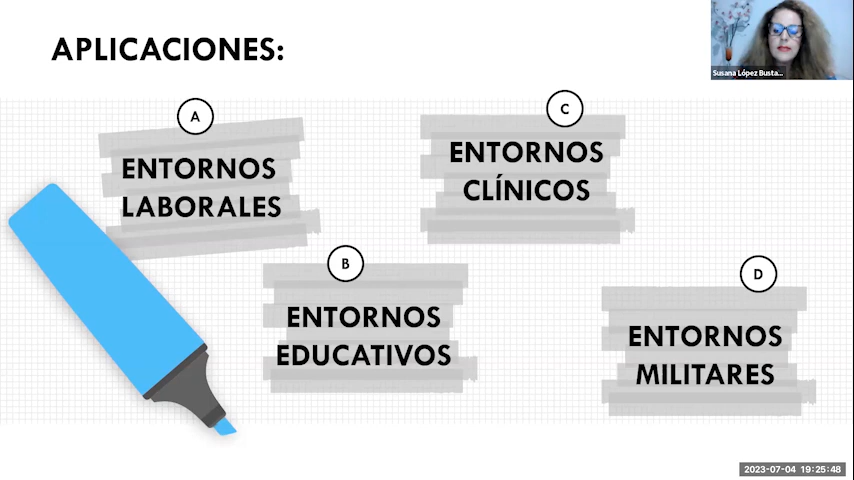 APLICACIONES:
Susana López Busta...
A
ENTORNOS
LABORALES
B
ENTORNOS
EDUCATIVOS
C
ENTORNOS
CLÍNICOS
D
ENTORNOS
MILITARES
2023-07-04 19:25:48